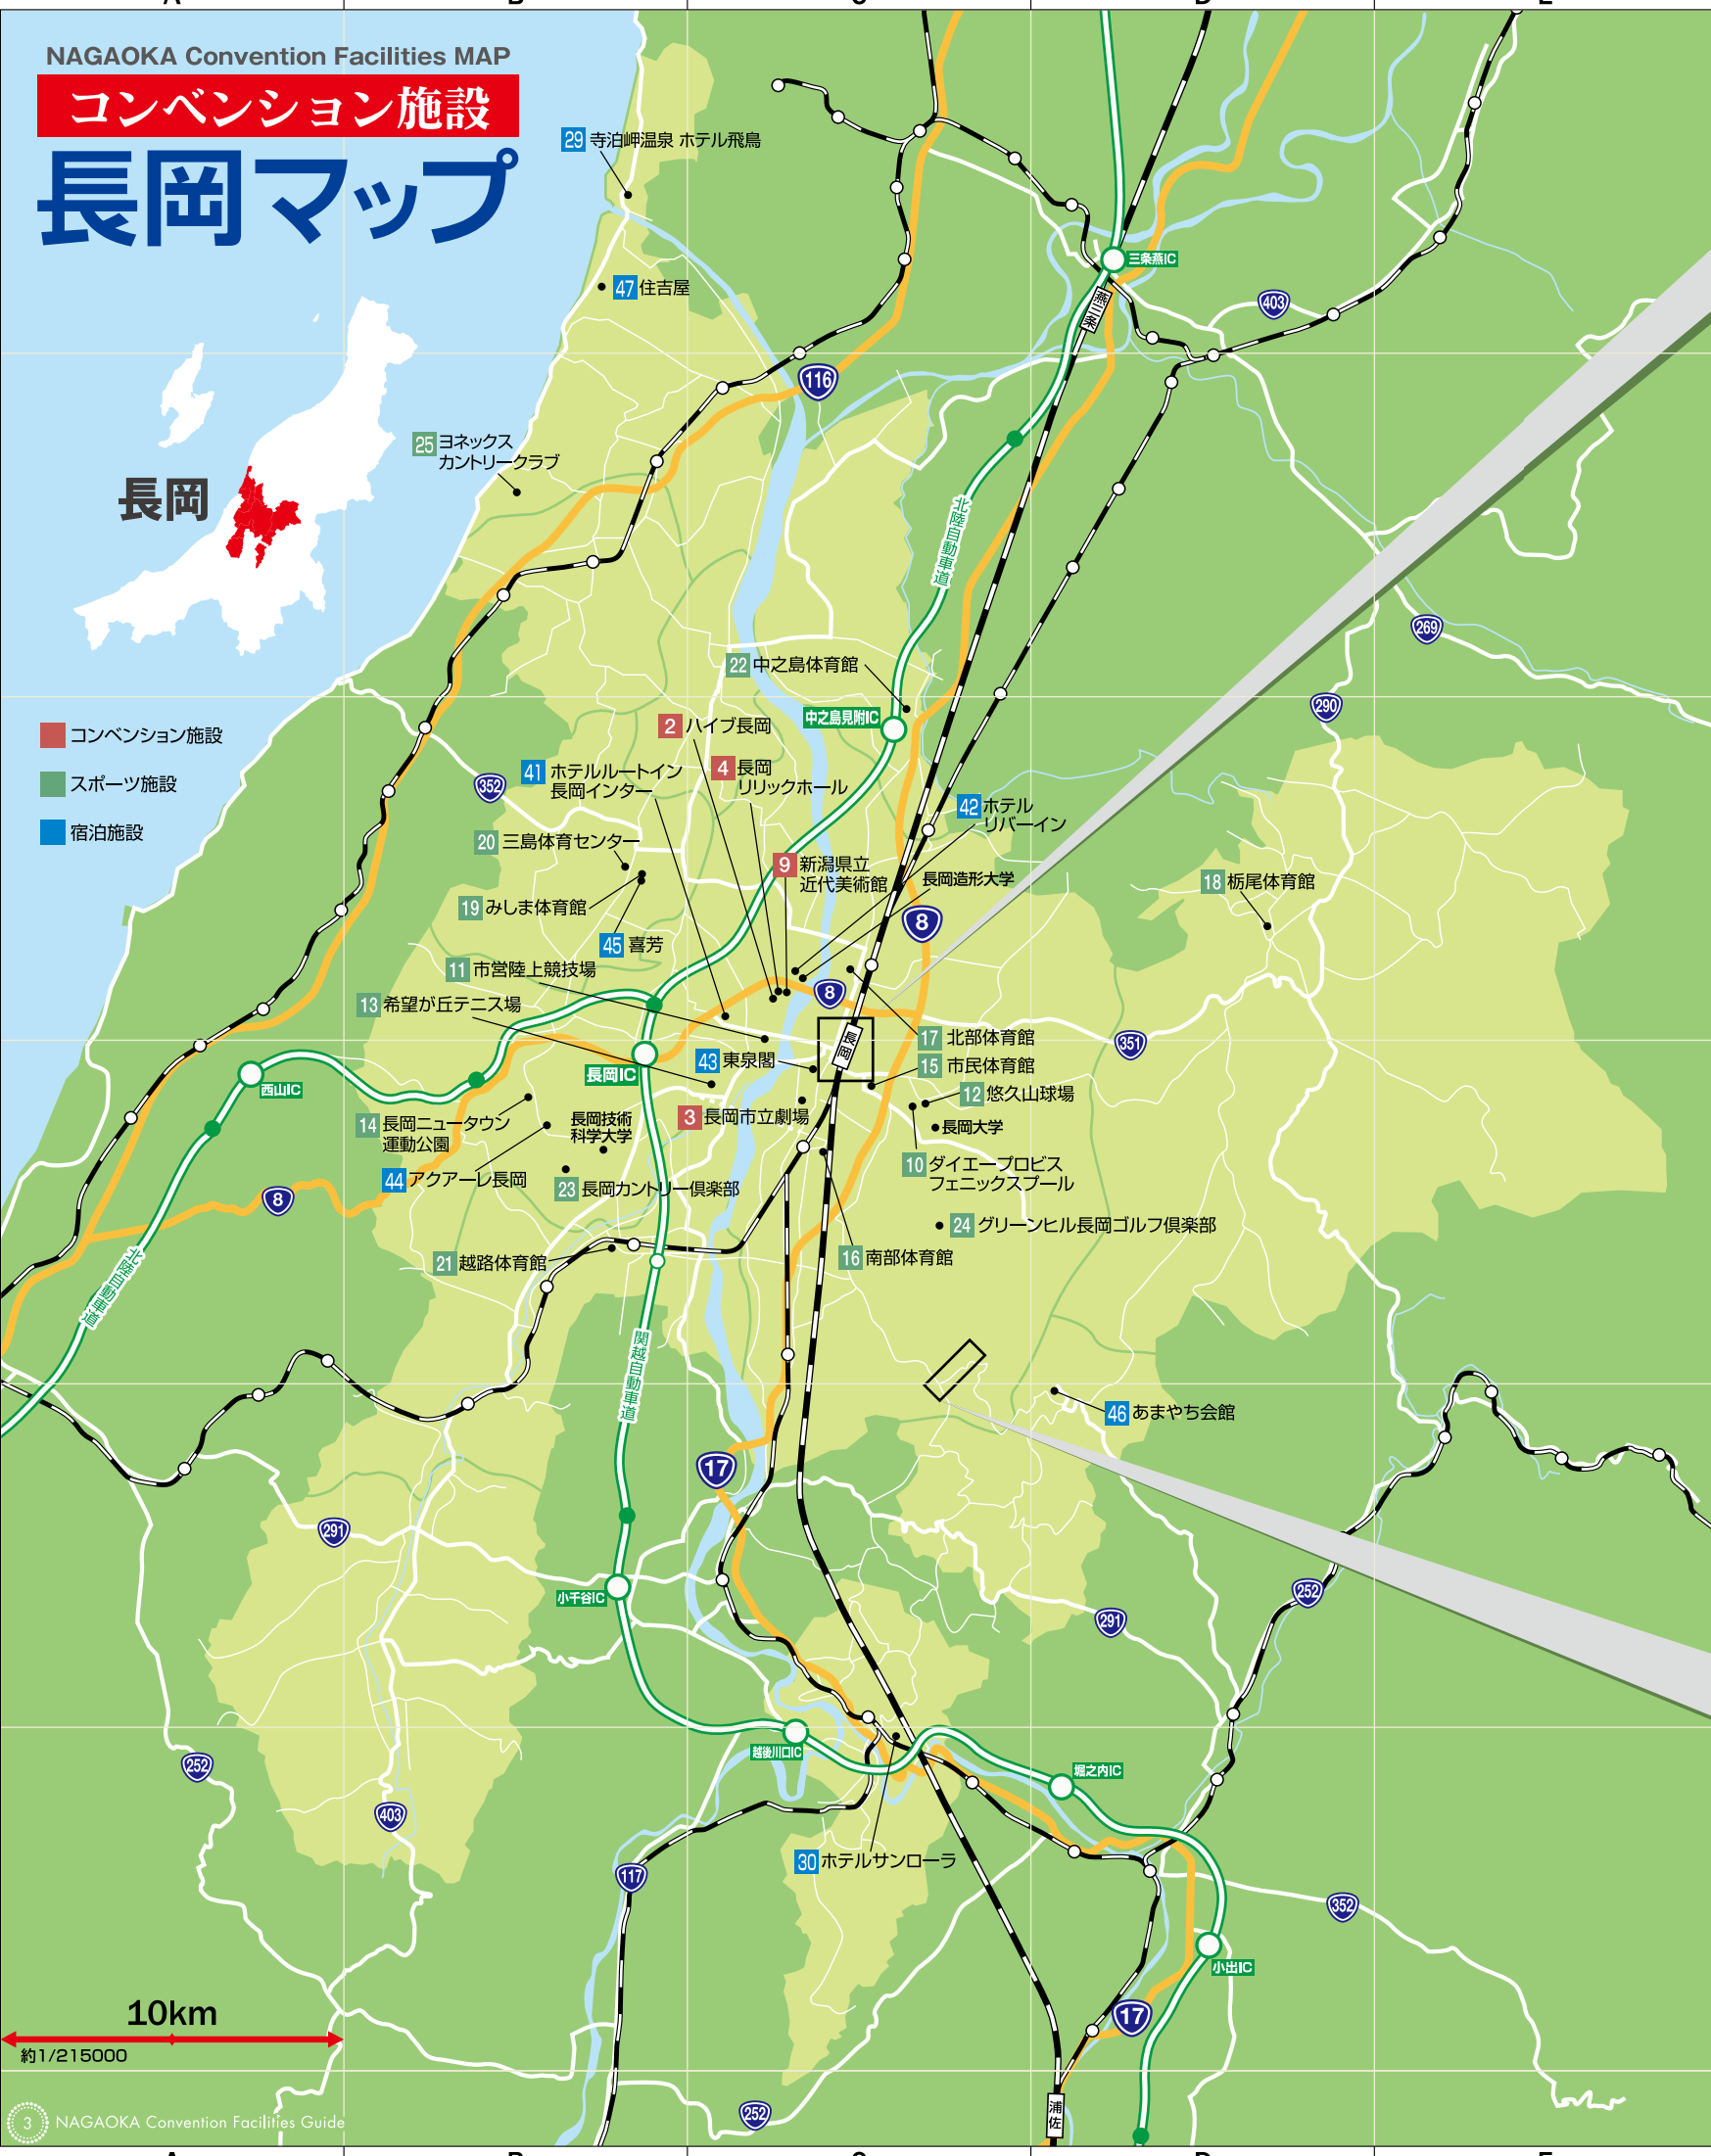 A B C D E
NAGAOKA Convention Facilities MAP
コンベンション施設
長岡マップ
29 寺泊岬温泉 ホテル飛鳥
三条燕IC
47 住吉屋
燕三条
403
116
25 ヨネックス
カントリークラブ
長岡
北陸自動車道
269
22 中之島体育館
290
中之島見附IC
2 ハイブ長岡
コンベンション施設
スポーツ施設
宿泊施設
352
41 ホテルルートイン
長岡インター
4 長岡
リリックホール
42 ホテル
リバーイン
20 三島体育センター
9 新潟県立
近代美術館
長岡造形大学
18 栃尾体育館
19 みしま体育館
8
45 喜芳
11 市営陸上競技場
8
13 希望が丘テニス場
17 北部体育館
351
長岡
43 東泉閣
15 市民体育館
長岡IC
西山IC
12 悠久山球場
14 長岡ニュータウン
運動公園
長岡技術
科学大学
3 長岡市立劇場
長岡大学
10 ダイエープロビス
フェニックスプール
44 アクアーレ長岡
23 長岡カントリー倶楽部
8
24 グリーンヒル長岡ゴルフ倶楽部
16 南部体育館
21 越路体育館
北陸自動車道
関越自動車道
46 あまやち会館
17
291
小千谷IC
252
291
越後川口IC
252
堀之内IC
403
30 ホテルサンローラ
117
352
小出IC
10km
17
約1/215000
浦佐
252
3 NAGAOKA Convention Facilities Guide
A B C D E